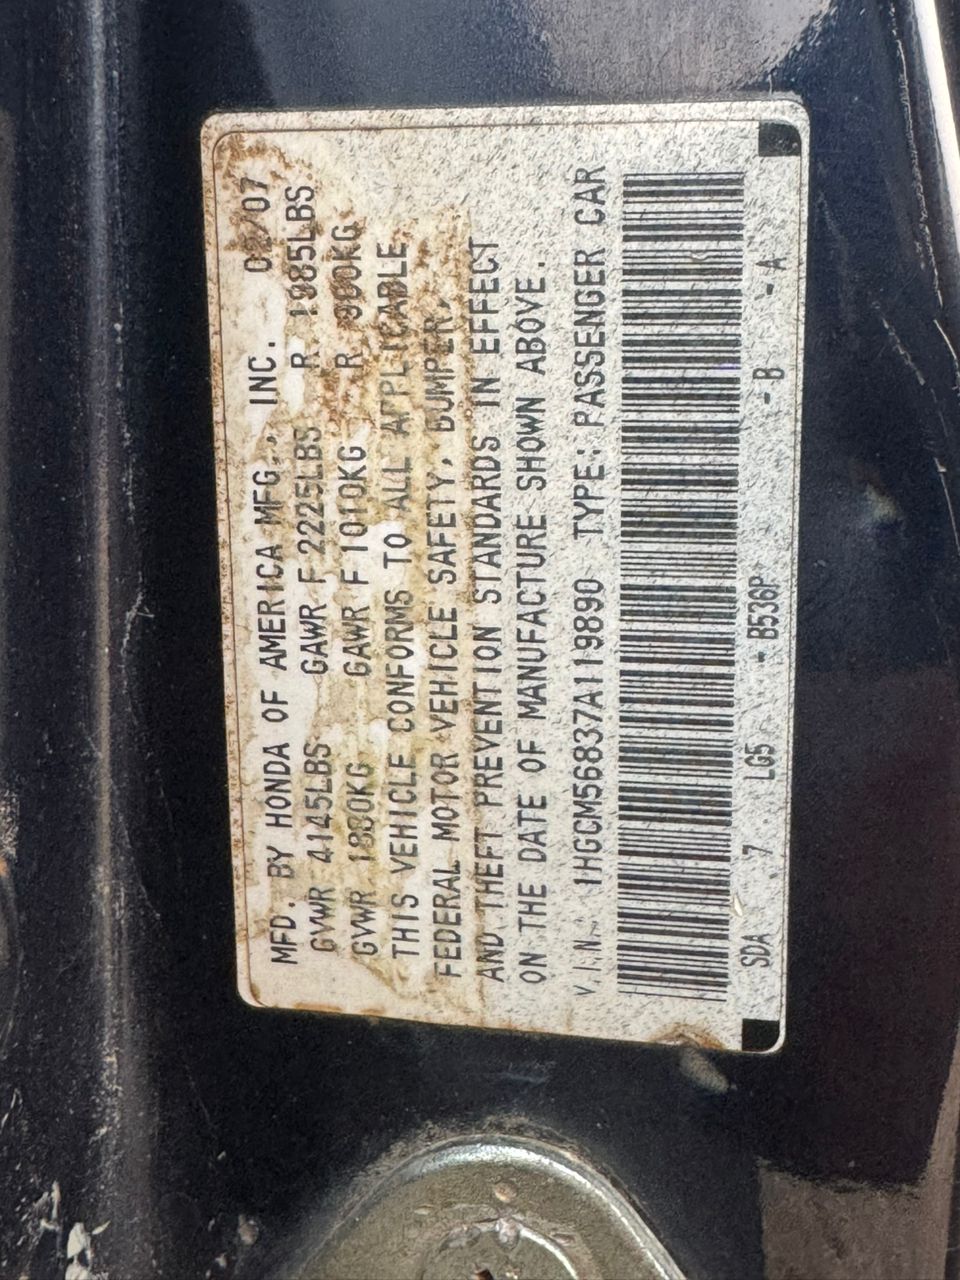 MFD. BY HONDA OF AMERICA MFG., INC. 02/07
GVWR 4145LBS GAWR F 2225LBS R 1985LBS
GVWR 1880KG GAWR F 1010KG R 900KG
THIS VEHICLE CONFORMS TO ALL APPLICABLE
FEDERAL MOTOR VEHICLE SAFETY, BUMPER,
AND THEFT PREVENTION STANDARDS IN EFFECT
ON THE DATE OF MANUFACTURE SHOWN ABOVE.
V.I.N.: 1HGCM56837A119890 TYPE: PASSENGER CAR
SDA 7 LG5 - B536P - B - A